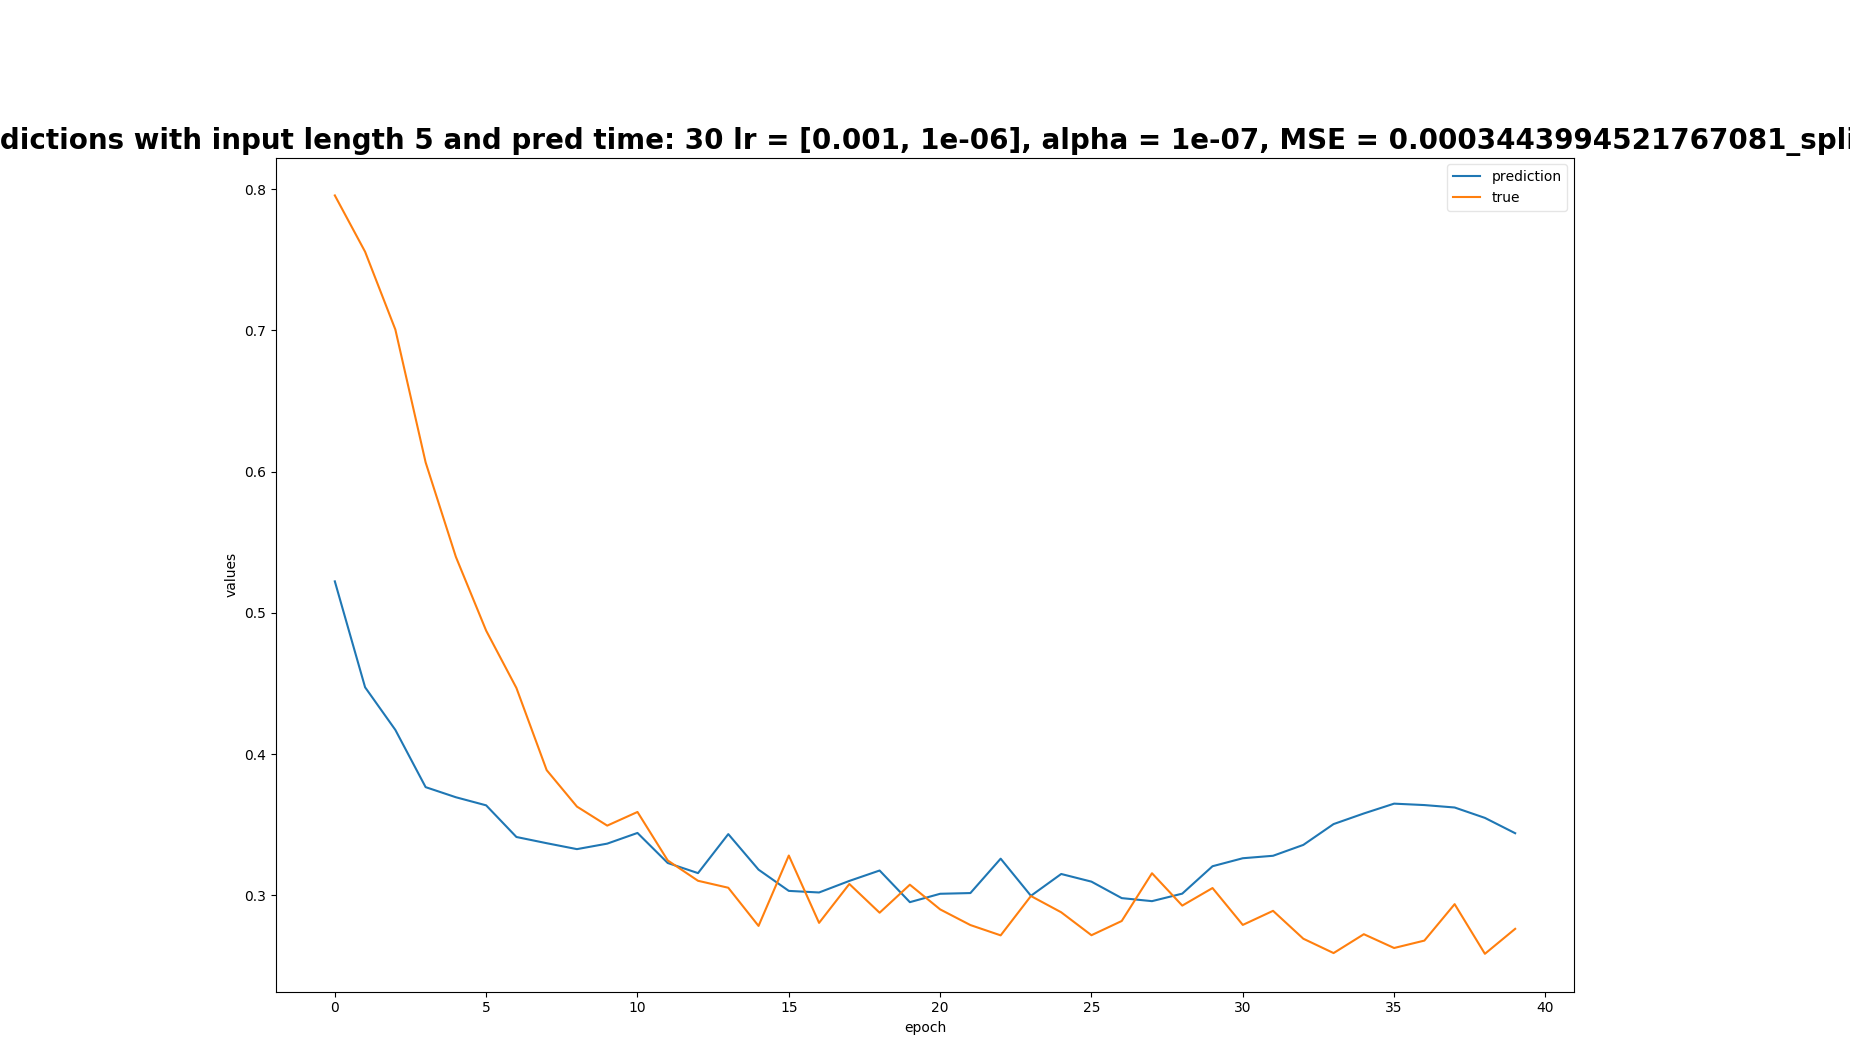 dictions with input length 5 and pred time: 30 lr = [0.001, 1e-06], alpha = 1e-07, MSE = 0.0003443994521767081_spli
prediction
true
0.8
0.7
0.6
0.5
0.4
0.3
values
0 5 10 15 20 25 30 35 40
epoch